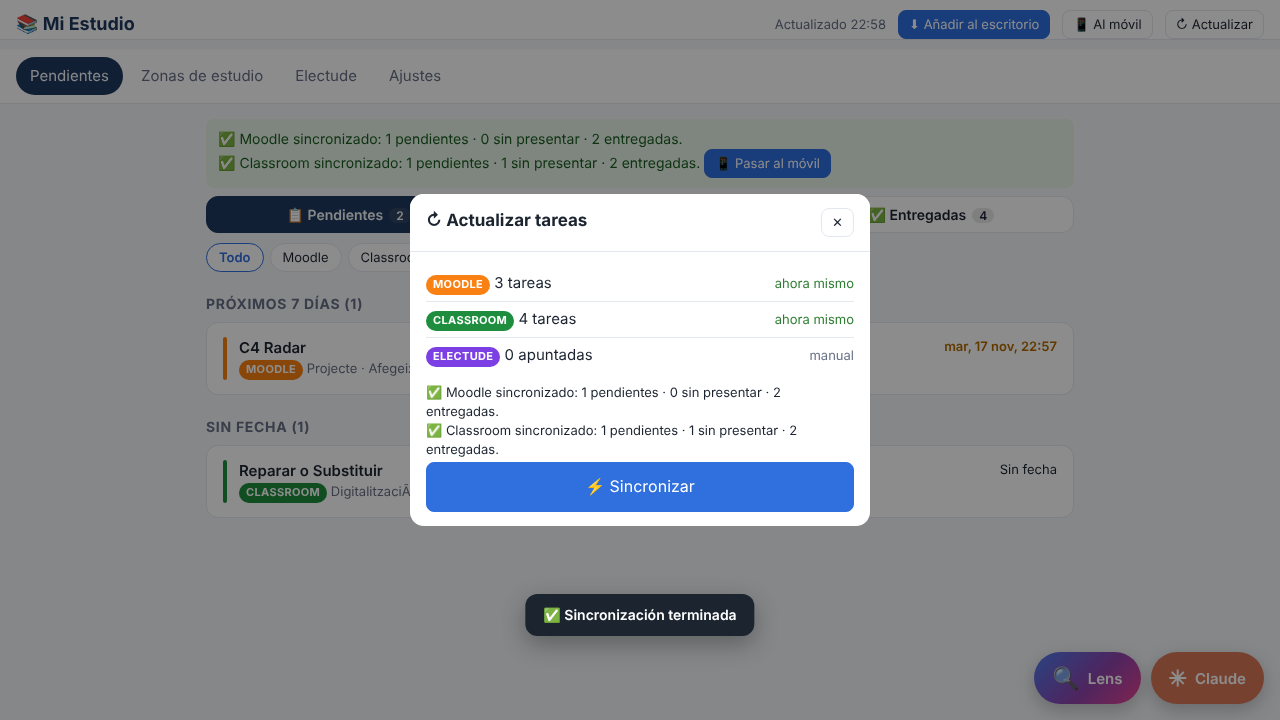 📚 Mi Estudio
Actualizado 22:58
⬇ Añadir al escritorio
📱 Al móvil
↻ Actualizar
Pendientes
Zonas de estudio
Electude
Ajustes
✅ Moodle sincronizado: 1 pendientes · 0 sin presentar · 2 entregadas.
✅ Classroom sincronizado: 1 pendientes · 1 sin presentar · 2 entregadas.
📱 Pasar al móvil
📋 Pendientes 2
✅ Entregadas 4
Todo
Moodle
PRÓXIMOS 7 DÍAS (1)
C4 Radar
MOODLE Projecte
mar, 17 nov, 22:57
SIN FECHA (1)
Reparar o Substituir
CLASSROOM
Sin fecha
↻ Actualizar tareas
✕
MOODLE 3 tareas
ahora mismo
CLASSROOM 4 tareas
ahora mismo
ELECTUDE 0 apuntadas
manual
✅ Moodle sincronizado: 1 pendientes · 0 sin presentar · 2
entregadas.
✅ Classroom sincronizado: 1 pendientes · 1 sin presentar · 2
entregadas.
⚡ Sincronizar
✅ Sincronización terminada
🔍 Lens
Claude